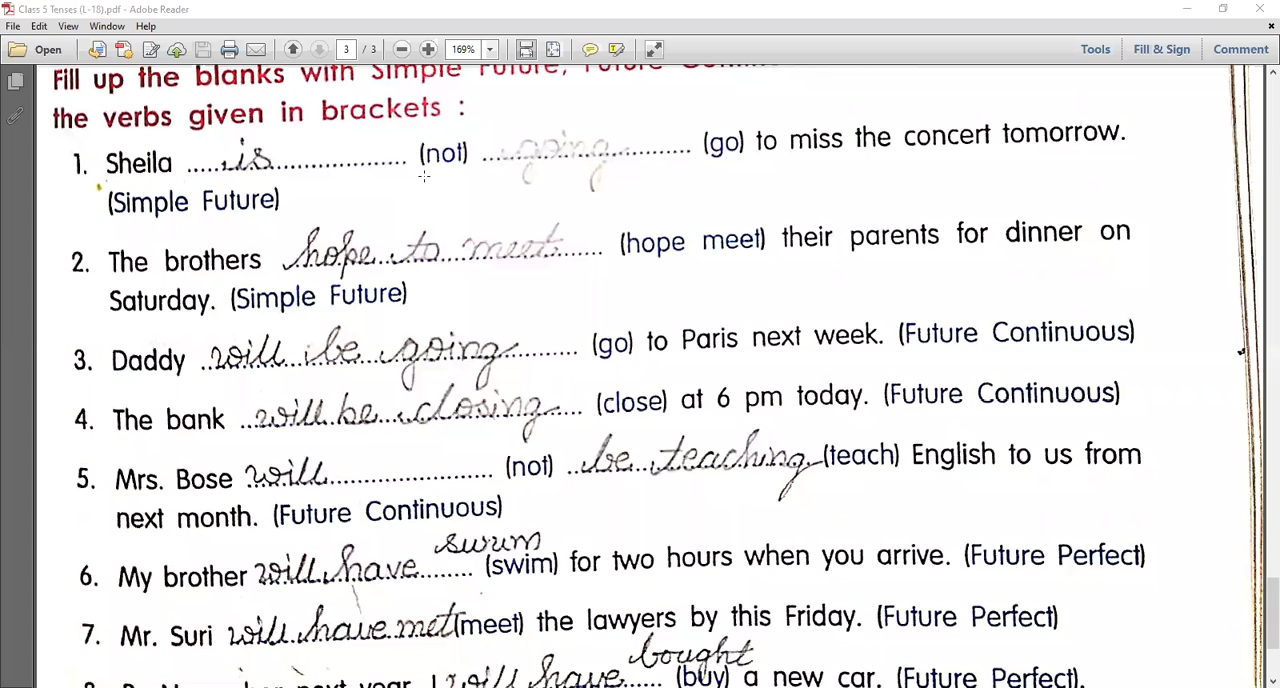 Class 5 Tenses (L-18).pdf - Adobe Reader
File Edit View Window Help
Open 3 / 3 169% Tools Fill & Sign Comment
Fill up the blanks with Simple Future, Future
the verbs given in brackets :
1. Sheila .....is.................... (not) ...going............ (go) to miss the concert tomorrow.
(Simple Future)
2. The brothers hope to meet...... (hope meet) their parents for dinner on
Saturday. (Simple Future)
3. Daddy ..will be going.......... (go) to Paris next week. (Future Continuous)
4. The bank ..will be closing.... (close) at 6 pm today. (Future Continuous)
5. Mrs. Bose will........................ (not) ..be teaching (teach) English to us from
next month. (Future Continuous)
swum
6. My brother will have........ (swim) for two hours when you arrive. (Future Perfect)
7. Mr. Suri will have met (meet) the lawyers by this Friday. (Future Perfect)
bought
next year, I will have..... (buy) a new car. (Future Perfect).